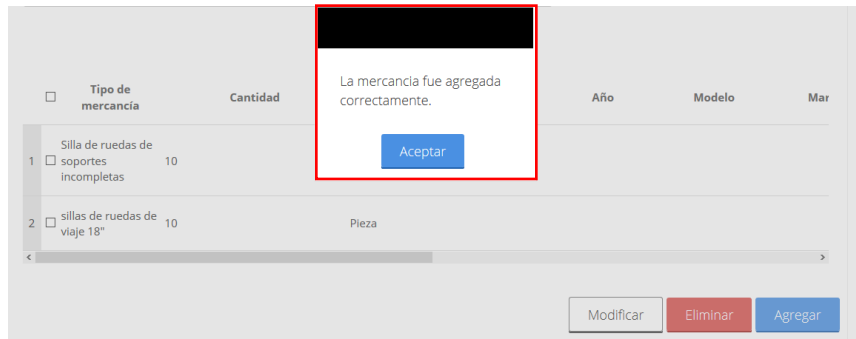 La mercancia fue agregada
correctamente.
Aceptar
Tipo de
mercancía
Cantidad
Año
Modelo
Mar
1
Silla de ruedas de
soportes
incompletas
10
2
sillas de ruedas de
viaje 18"
10
Pieza
Modificar
Eliminar
Agregar